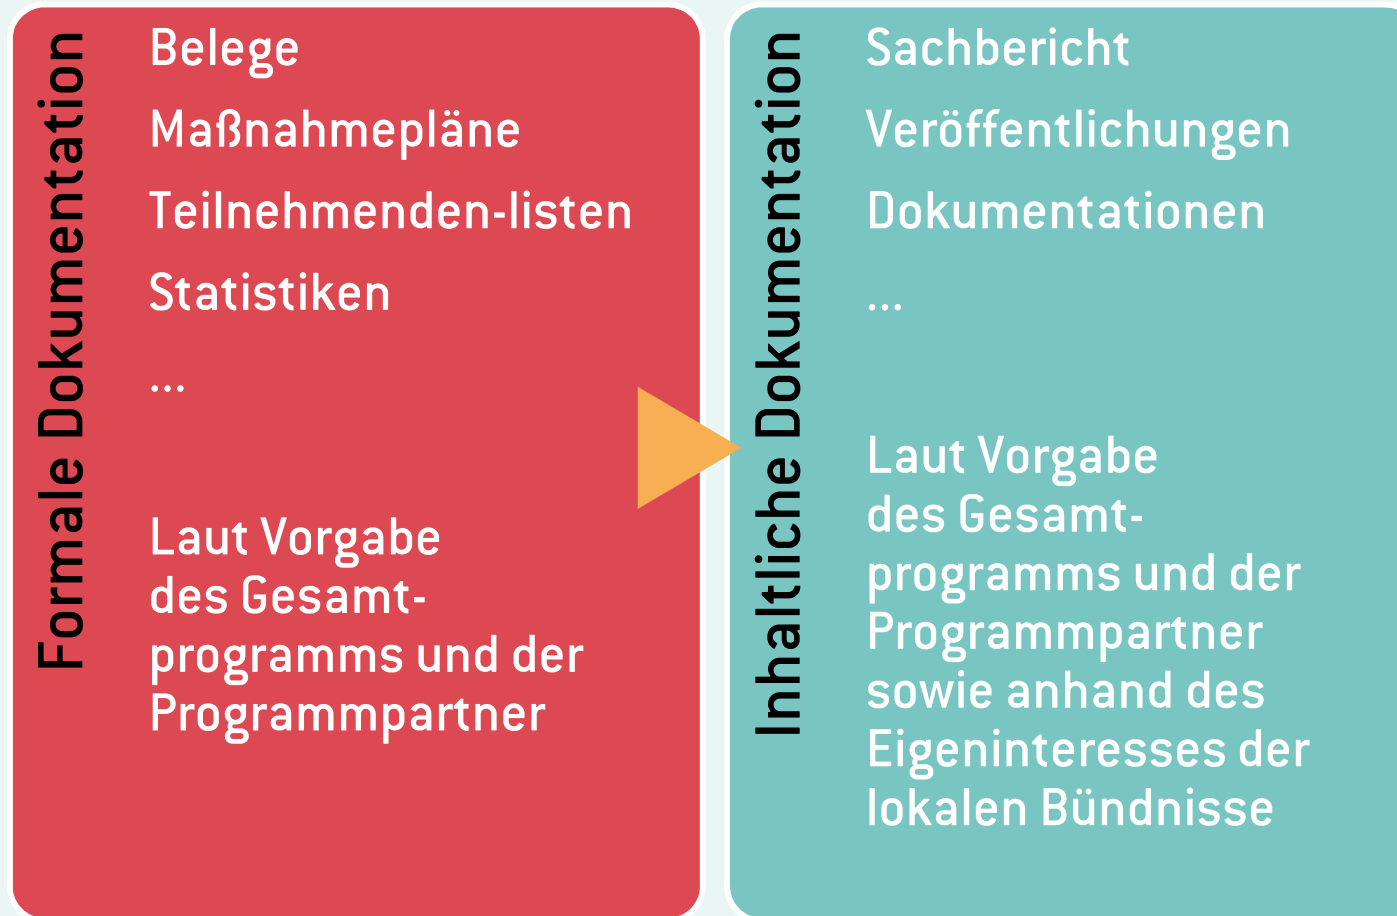 Formale Dokumentation
Belege
Maßnahmepläne
Teilnehmenden-listen
Statistiken
...
Laut Vorgabe
des Gesamt-
programms und der
Programmpartner
Inhaltliche Dokumentation
Sachbericht
Veröffentlichungen
Dokumentationen
...
Laut Vorgabe
des Gesamt-
programms und der
Programmpartner
sowie anhand des
Eigeninteresses der
lokalen Bündnisse